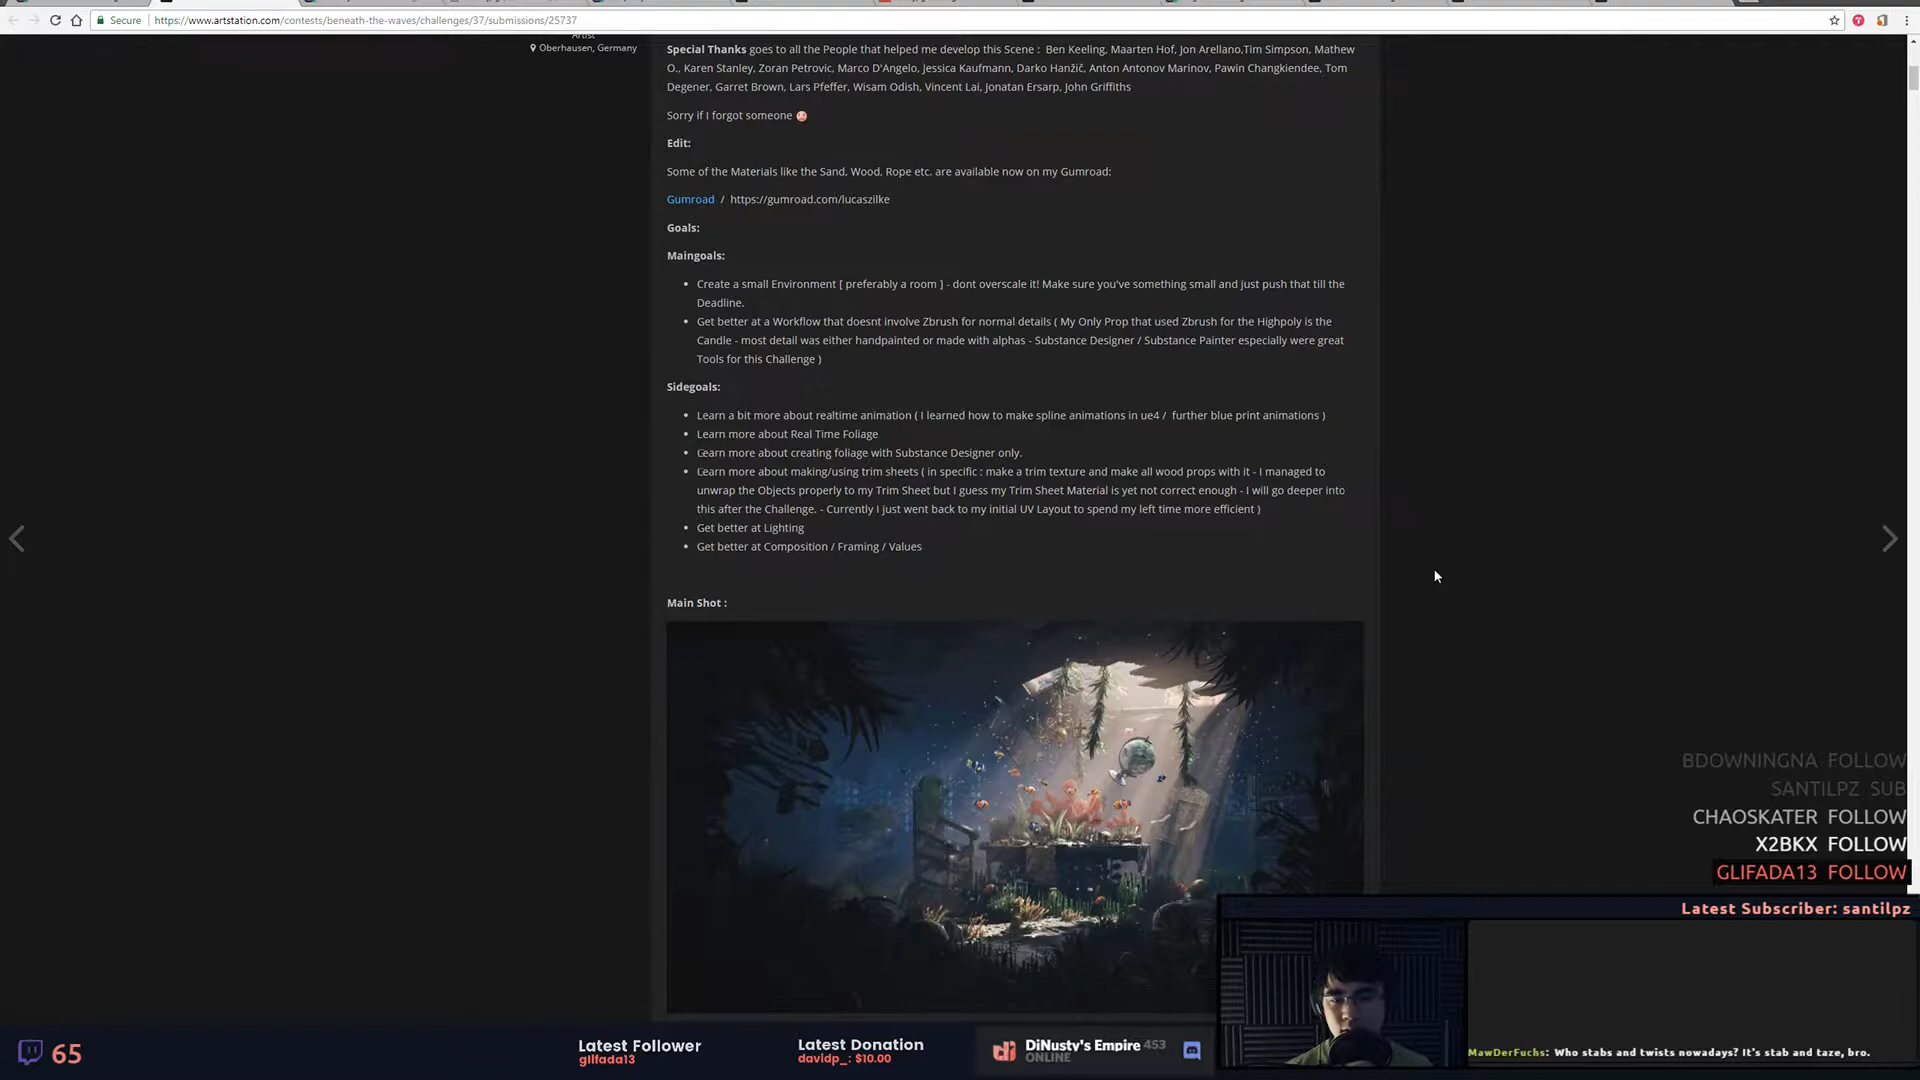 Secure
https://www.artstation.com/contests/beneath-the-waves/challenges/37/submissions/25737
Oberhausen, Germany
Special Thanks goes to all the People that helped me develop this Scene : Ben Keeling, Maarten Hof, Jon Arellano,Tim Simpson, Mathew
O., Karen Stanley, Zoran Petrovic, Marco D'Angelo, Jessica Kaufmann, Darko Hanžič, Anton Antonov Marinov, Pawin Changkiendee, Tom
Degener, Garret Brown, Lars Pfeffer, Wisam Odish, Vincent Lai, Jonatan Ersarp, John Griffiths
Sorry if I forgot someone
Edit:
Some of the Materials like the Sand, Wood, Rope etc. are available now on my Gumroad:
Gumroad / https://gumroad.com/lucaszilke
Goals:
Maingoals:
Create a small Environment [ preferably a room ] - dont overscale it! Make sure you've something small and just push that till the
Deadline.
Get better at a Workflow that doesnt involve Zbrush for normal details ( My Only Prop that used Zbrush for the Highpoly is the
Candle - most detail was either handpainted or made with alphas - Substance Designer / Substance Painter especially were great
Tools for this Challenge )
Sidegoals:
Learn a bit more about realtime animation ( I learned how to make spline animations in ue4 / further blue print animations )
Learn more about Real Time Foliage
Learn more about creating foliage with Substance Designer only.
Learn more about making/using trim sheets ( in specific : make a trim texture and make all wood props with it - I managed to
unwrap the Objects properly to my Trim Sheet but I guess my Trim Sheet Material is yet not correct enough - I will go deeper into
this after the Challenge. - Currently I just went back to my initial UV Layout to spend my left time more efficient )
Get better at Lighting
Get better at Composition / Framing / Values
Main Shot :
BDOWNINGNA FOLLOW
SANTILPZ SUB
CHAOSKATER FOLLOW
X2BKX FOLLOW
GLIFADA13 FOLLOW
Latest Subscriber: santilpz
65
Latest Follower
glifada13
Latest Donation
davidp_: $10.00
DiNusty's Empire 453
ONLINE
MawDerFuchs: Who stabs and twists nowadays? It's stab and taze, bro.